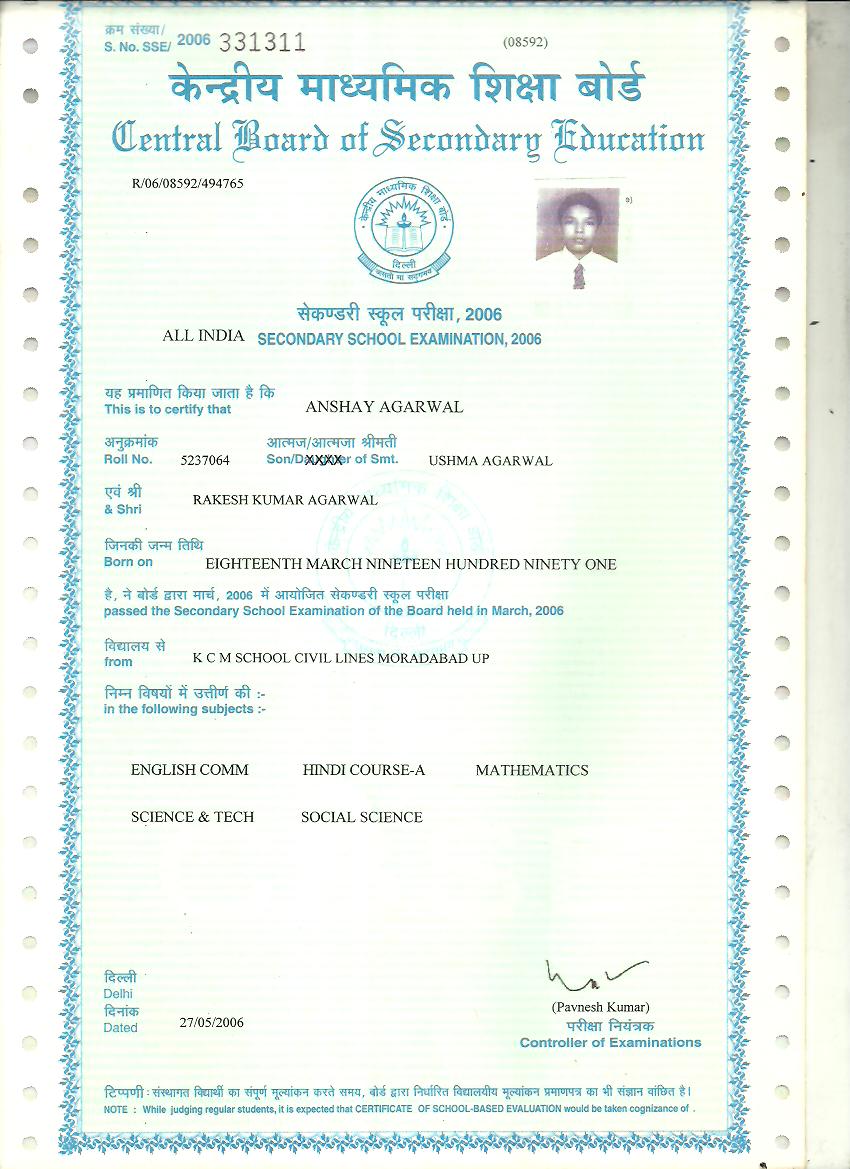 क्रम संख्या/
S. No. SSE/ 2006 331311 (08592)
केन्द्रीय माध्यमिक शिक्षा बोर्ड
Central Board of Secondary Education
R/06/08592/494765
केन्द्रीय माध्यमिक शिक्षा बोर्ड
दिल्ली
असतो मा सद्गमय
सेकण्डरी स्कूल परीक्षा, 2006
ALL INDIA SECONDARY SCHOOL EXAMINATION, 2006
यह प्रमाणित किया जाता है कि
This is to certify that ANSHAY AGARWAL
अनुक्रमांक आत्मज/आत्मजा श्रीमती
Roll No. 5237064 Son/DaXXXXer of Smt. USHMA AGARWAL
एवं श्री
& Shri RAKESH KUMAR AGARWAL
जिनकी जन्म तिथि
Born on EIGHTEENTH MARCH NINETEEN HUNDRED NINETY ONE
है, ने बोर्ड द्वारा मार्च, 2006 में आयोजित सेकण्डरी स्कूल परीक्षा
passed the Secondary School Examination of the Board held in March, 2006
विद्यालय से
from K C M SCHOOL CIVIL LINES MORADABAD UP
निम्न विषयों में उत्तीर्ण की :-
in the following subjects :-
ENGLISH COMM HINDI COURSE-A MATHEMATICS
SCIENCE & TECH SOCIAL SCIENCE
दिल्ली
Delhi
दिनांक
Dated 27/05/2006
(Pavnesh Kumar)
परीक्षा नियंत्रक
Controller of Examinations
टिप्पणी : संस्थागत विद्यार्थी का संपूर्ण मूल्यांकन करते समय, बोर्ड द्वारा निर्धारित विद्यालयीय मूल्यांकन प्रमाणपत्र का भी संज्ञान वांछित है।
NOTE : While judging regular students, it is expected that CERTIFICATE OF SCHOOL-BASED EVALUATION would be taken cognizance of .